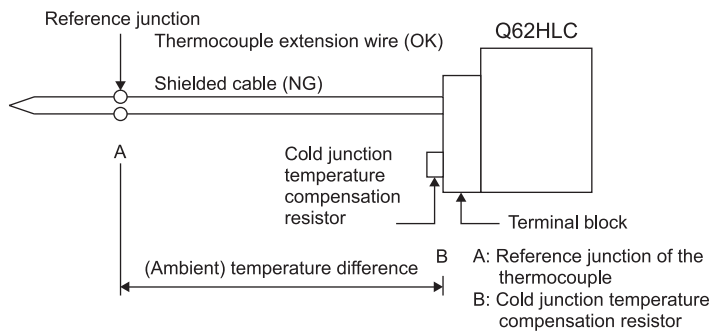 Reference junction
Thermocouple extension wire (OK)
Q62HLC
Shielded cable (NG)
A
Cold junction
temperature
compensation
resistor
Terminal block
(Ambient) temperature difference
B
A: Reference junction of the
thermocouple
B: Cold junction temperature
compensation resistor